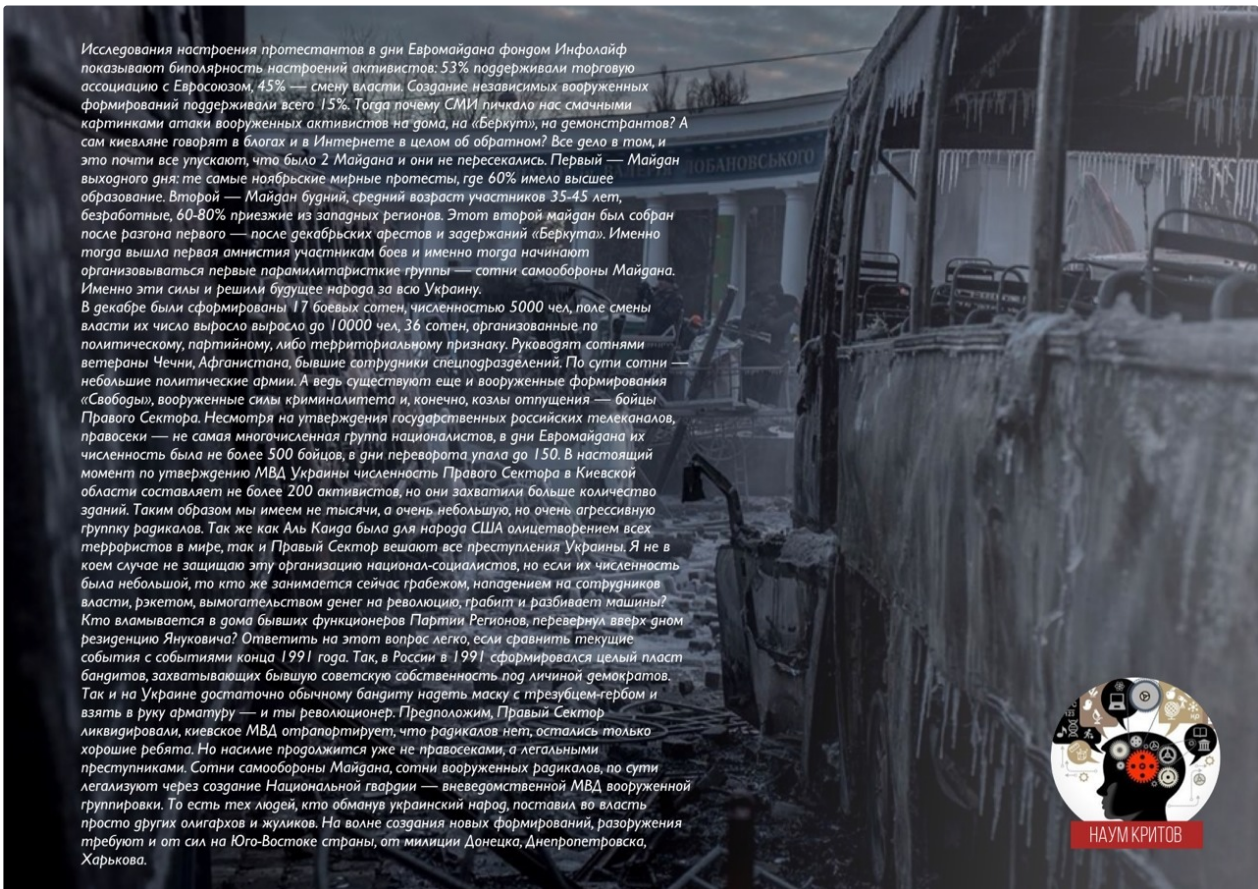 Исследования настроения протестантов в дни Евромайдана фондом Инфолайф
показывают биполярность настроений активистов: 53% поддерживали торговую
ассоциацию с Евросоюзом, 45% — смену власти. Создание независимых вооруженных
формирований поддерживали всего 15%. Тогда почему СМИ пичкало нас смачными
картинками атаки вооруженных активистов на дома, на «Беркут», на демонстрантов? А
сам киевляне говорят в блогах и в Интернете в целом об обратном? Все дело в том, и
это почти все упускают, что было 2 Майдана и они не пересекались. Первый — Майдан
выходного дня: те самые ноябрьские мирные протесты, где 60% имело высшее
образование. Второй — Майдан будний, средний возраст участников 35-45 лет,
безработные, 60-80% приезжие из западных регионов. Этот второй майдан был собран
после разгона первого — после декабрьских арестов и задержаний «Беркута». Именно
тогда вышла первая амнистия участникам боев и именно тогда начинают
организовываться первые парамилитаристкие группы — сотни самообороны Майдана.
Именно эти силы и решили будущее народа за всю Украину.
В декабре были сформированы 17 боевых сотен, численностью 5000 чел, поле смены
власти их число выросло выросло до 10000 чел, 36 сотен, организованные по
политическому, партийному, либо территориальному признаку. Руководят сотнями
ветераны Чечни, Афганистана, бывшие сотрудники спецподразделений. По сути сотни —
небольшие политические армии. А ведь существуют еще и вооруженные формирования
«Свободы», вооруженные силы криминалитета и, конечно, козлы отпущения — бойцы
Правого Сектора. Несмотря на утверждения государственных российских телеканалов,
правосеки — не самая многочисленная группа националистов, в дни Евромайдана их
численность была не более 500 бойцов, в дни переворота упала до 150. В настоящий
момент по утверждению МВД Украины численность Правого Сектора в Киевской
области составляет не более 200 активистов, но они захватили больше количество
зданий. Таким образом мы имеем не тысячи, а очень небольшую, но очень агрессивную
группку радикалов. Так же как Аль Каида была для народа США олицетворением всех
террористов в мире, так и Правый Сектор вешают все преступления Украины. Я не в
коем случае не защищаю эту организацию национал-социалистов, но если их численность
была не большой, то кто же занимается сейчас грабежом, нападением на сотрудников
власти, рэкетом, вымогательством денег на революцию, грабит и разбивает машины?
Кто вламывается в дома бывших функционеров Партии Регионов, перевернул вверх дном
резиденцию Януковича? Ответить на этот вопрос легко, если сравнить текущие
события с событиями конца 1991 года. Так, в России в 1991 сформировался целый пласт
бандитов, захватывающих бывшую советскую собственность под личиной демократов.
Так и на Украине достаточно обычному бандиту надеть маску с трезубцем-гербом и
взять в руку арматуру — и ты революционер. Предположим, Правый Сектор
ликвидировали, киевское МВД отрапортирует, что радикалов нет, остались только
хорошие ребята. Но насилие продолжится уже не правосеками, а легальными
преступниками. Сотни самообороны Майдана, сотни вооруженных радикалов, по сути
легализуют через создание Национальной гвардии — вневедомственной МВД вооруженной
группировки. То есть тех людей, кто обманув украинский народ, поставил во власть
просто других олигархов и жуликов. На волне создания новых формирований, разоружения
требуют и от сил на Юго-Востоке страны, от милиции Донецка, Днепропетровска,
Харькова.
ЛОБАНОВСЬКОГО
НАУМ КРИТОВ